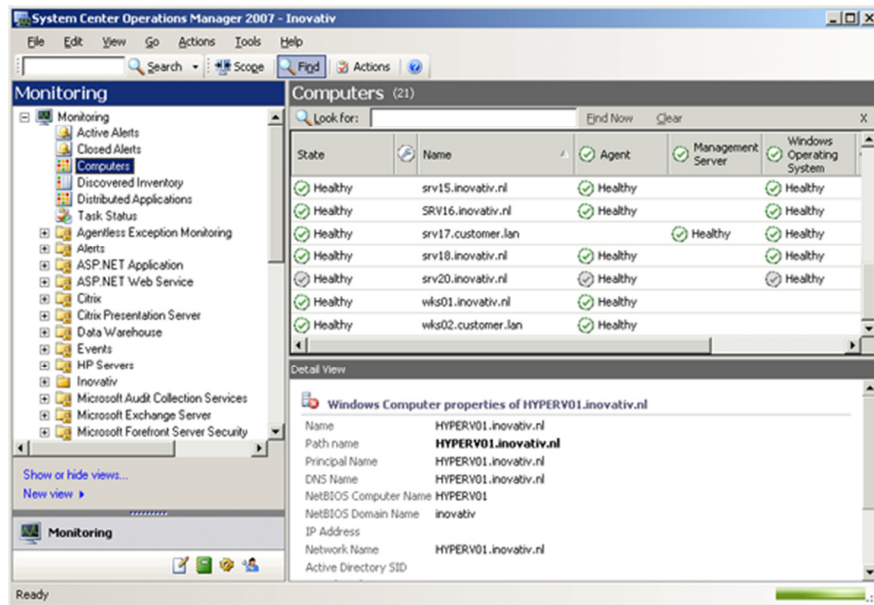 System Center Operations Manager 2007 - Inovativ
File Edit View Go Actions Tools Help
Search Scope Find Actions
Monitoring
Monitoring
Active Alerts
Closed Alerts
Computers
Discovered Inventory
Distributed Applications
Task Status
Agentless Exception Monitoring
Alerts
ASP.NET Application
ASP.NET Web Service
Citrix
Citrix Presentation Server
Data Warehouse
Events
HP Servers
Inovativ
Microsoft Audit Collection Services
Microsoft Exchange Server
Microsoft Forefront Server Security
Show or hide views...
New view
Monitoring
Computers (21)
Look for: Find Now Clear X
State Name Agent Management Server Windows Operating System
Healthy srv15.inovativ.nl Healthy Healthy
Healthy SRV16.inovativ.nl Healthy Healthy
Healthy srv17.customer.lan Healthy Healthy
Healthy srv18.inovativ.nl Healthy Healthy
Healthy srv20.inovativ.nl Healthy Healthy
Healthy wks01.inovativ.nl Healthy
Healthy wks02.customer.lan Healthy
Detail View
Windows Computer properties of HYPERV01.inovativ.nl
Name HYPERV01.inovativ.nl
Path name HYPERV01.inovativ.nl
Principal Name HYPERV01.inovativ.nl
DNS Name HYPERV01.inovativ.nl
NetBIOS Computer Name HYPERV01
NetBIOS Domain Name inovativ
IP Address
Network Name HYPERV01.inovativ.nl
Active Directory SID
Ready